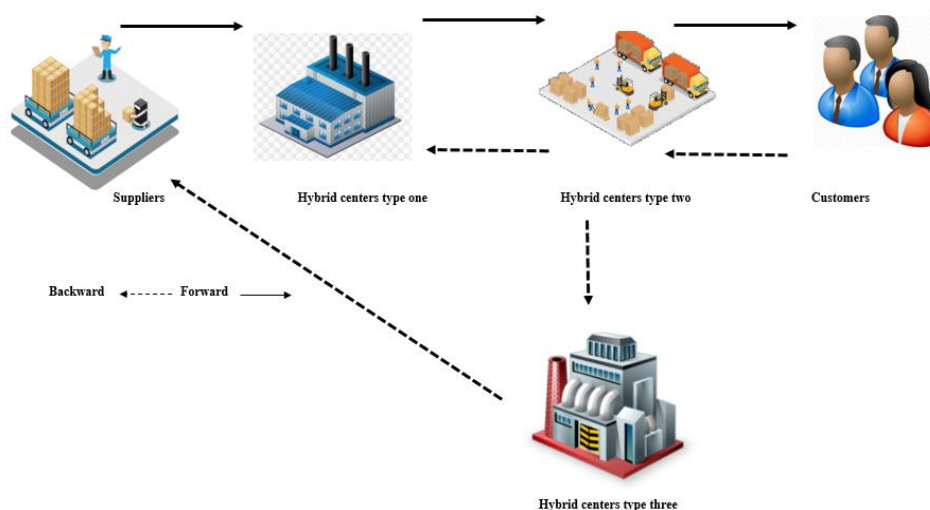 Suppliers
Hybrid centers type one
Hybrid centers type two
Customers
Backward
Forward
Hybrid centers type three